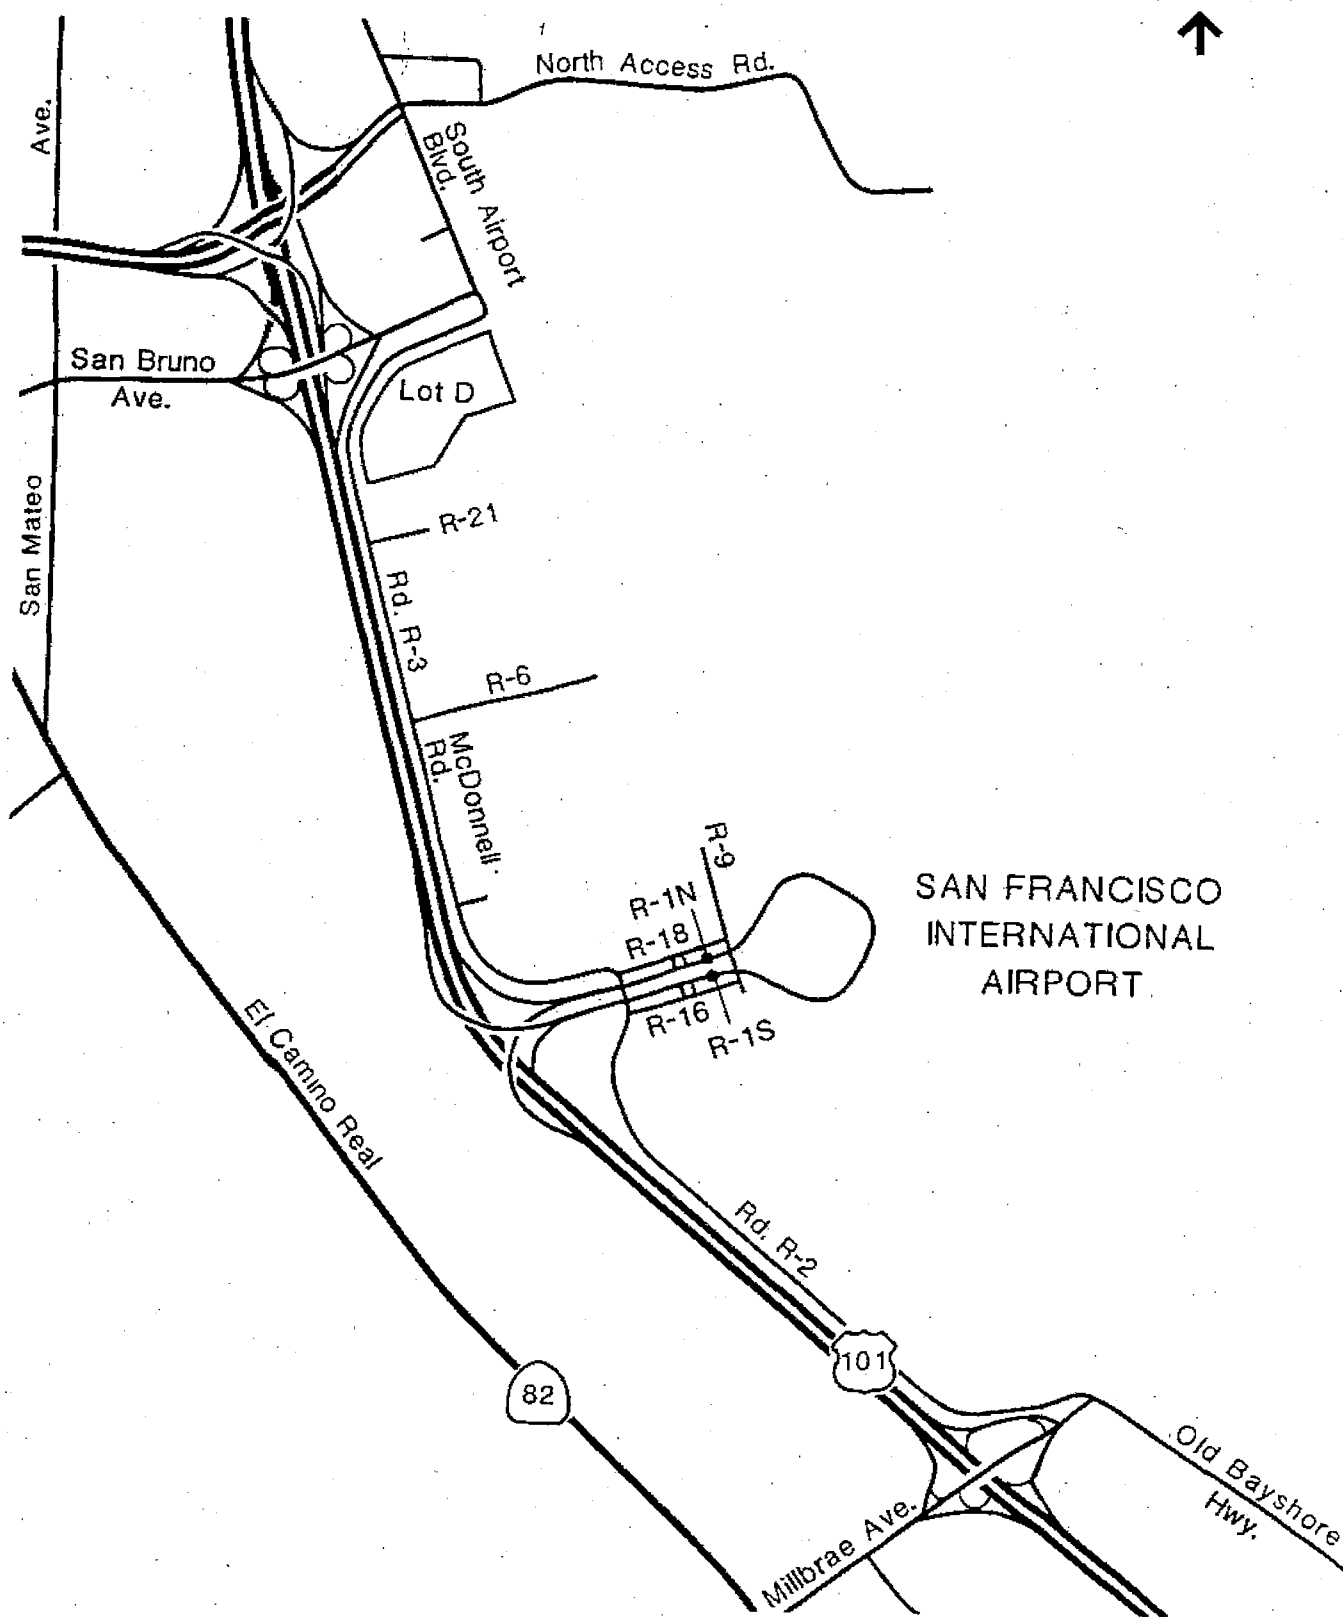 North Access Rd.
Ave.
South Airport
Blvd.
San Bruno
Ave.
Lot D
San Mateo
R-21
Rd. R-3
R-6
McDonnell
Rd.
R-9
R-1N
R-18
SAN FRANCISCO
INTERNATIONAL
AIRPORT
R-16
R-1S
El Camino Real
Rd. R-2
101
82
Old Bayshore
Hwy.
Millbrae Ave.